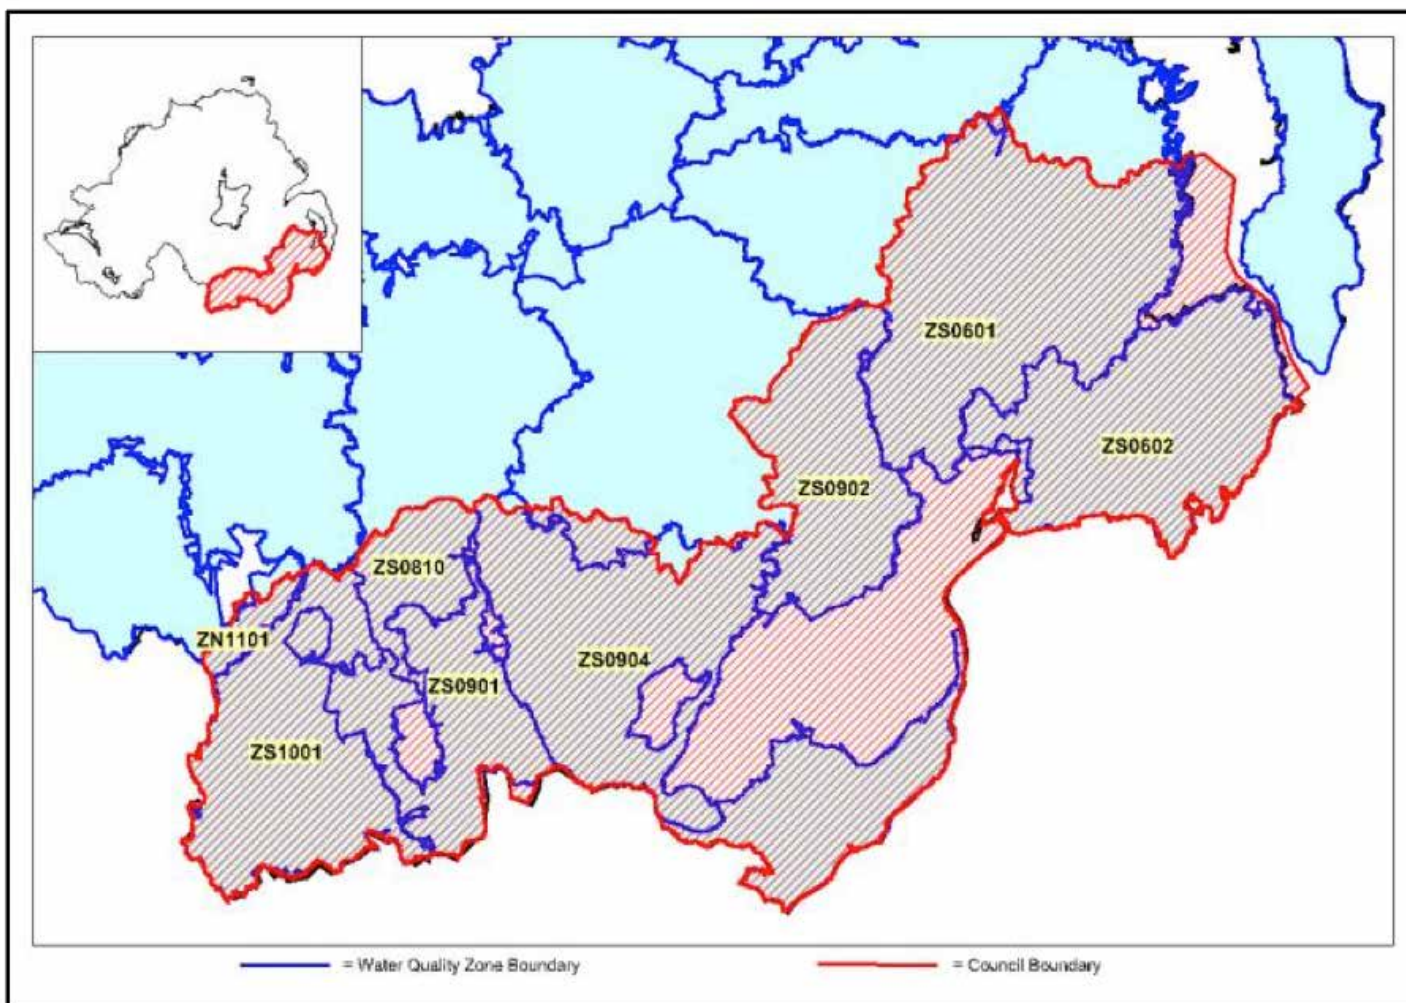 ZS0601
ZS0602
ZS0902
ZS0810
ZN1101
ZS0904
ZS0901
ZS1001
= Water Quality Zone Boundary
= Council Boundary